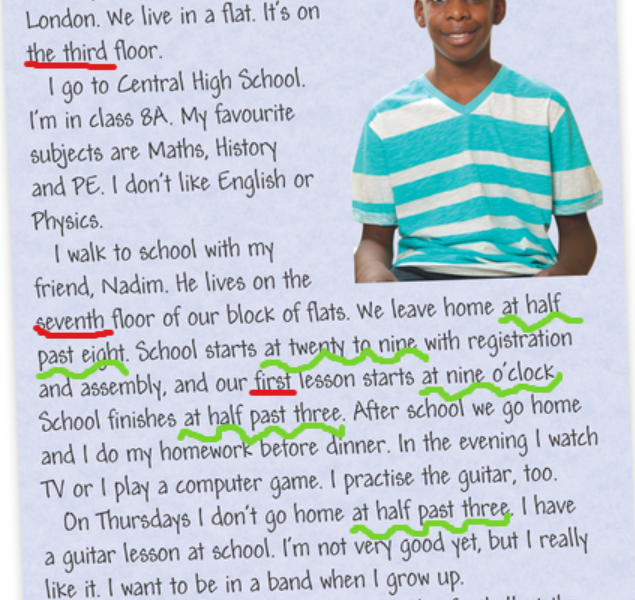 London. We live in a flat. It's on
the third floor.
I go to Central High School.
I'm in class 8A. My favourite
subjects are Maths, History
and PE. I don't like English or
Physics.
I walk to school with my
friend, Nadim. He lives on the
seventh floor of our block of flats. We leave home at half
past eight. School starts at twenty to nine with registration
and assembly, and our first lesson starts at nine o'clock.
School finishes at half past three. After school we go home
and I do my homework before dinner. In the evening I watch
TV or I play a computer game. I practise the guitar, too.
On Thursdays I don't go home at half past three. I have
a guitar lesson at school. I'm not very good yet, but I really
like it. I want to be in a band when I grow up.